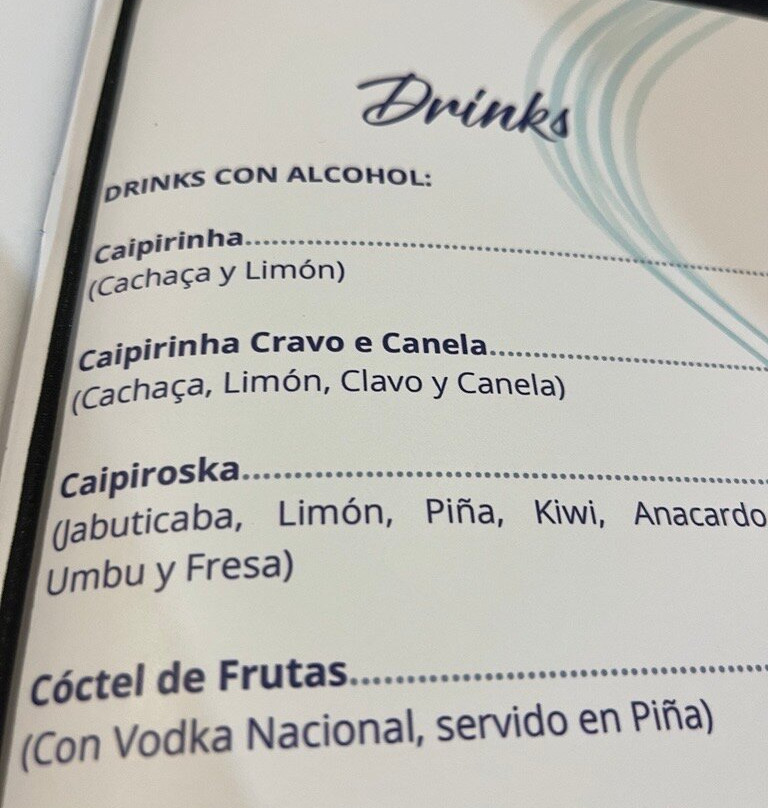 Drinks
DRINKS CON ALCOHOL:
Caipirinha
(Cachaça y Limón)
Caipirinha Cravo e Canela
(Cachaça, Limón, Clavo y Canela)
Caipiroska
(Jabuticaba, Limón, Piña, Kiwi, Anacardo
Umbu y Fresa)
Cóctel de Frutas
(Con Vodka Nacional, servido en Piña)